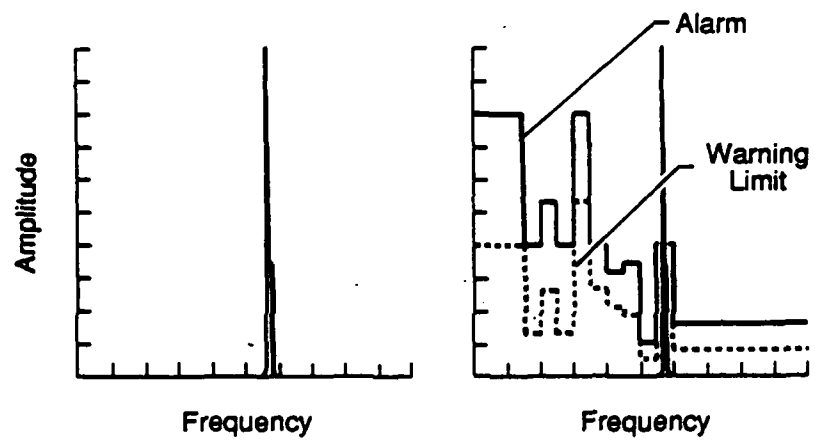 Alarm
Warning
Limit
Amplitude
Frequency
Frequency